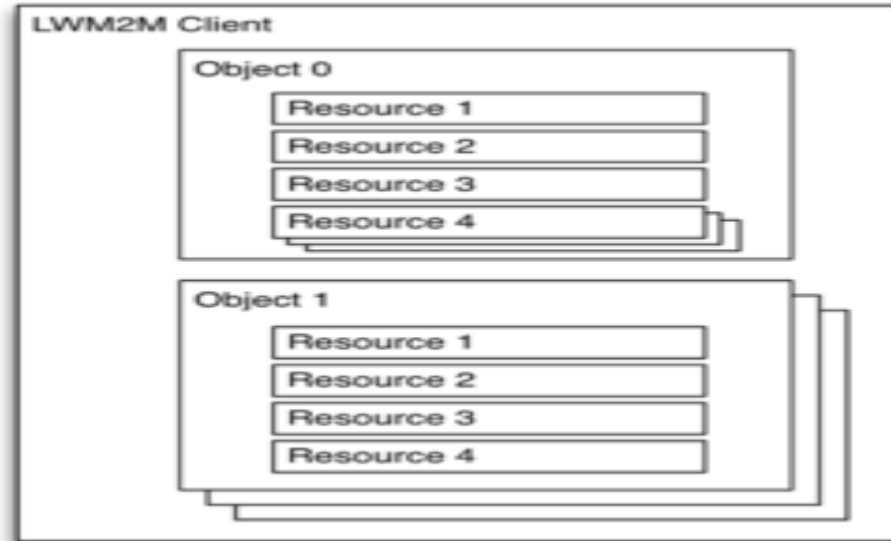 LWM2M Client
Object 0
Resource 1
Resource 2
Resource 3
Resource 4
Object 1
Resource 1
Resource 2
Resource 3
Resource 4